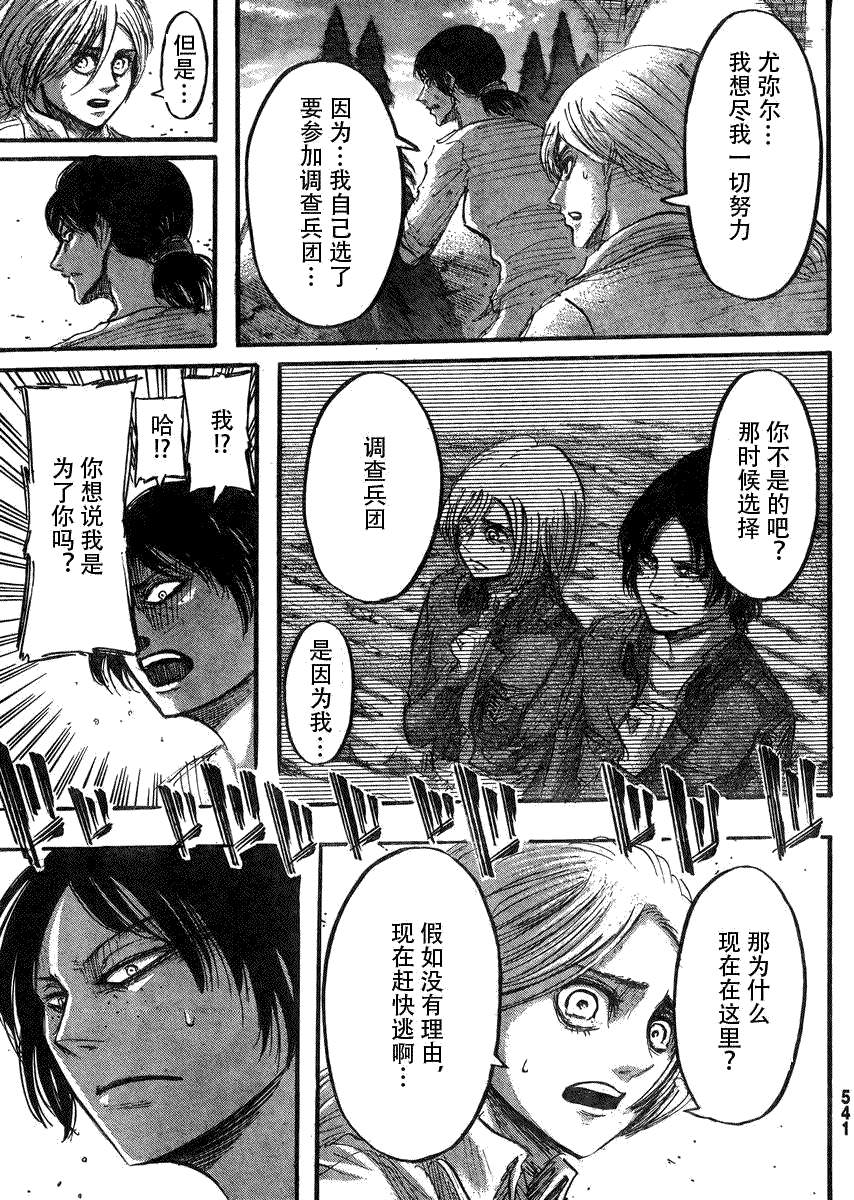 尤弥尔…
我想尽我一切努力
因为…我自己选了
要参加调查兵团…
但是…
你不是的吧?
那时候选择
调查兵团
是因为我…
我!?
哈!?
你想说我是
为了你吗?
那为什么
现在在这里?
假如没有理由,
现在赶快逃啊…
541